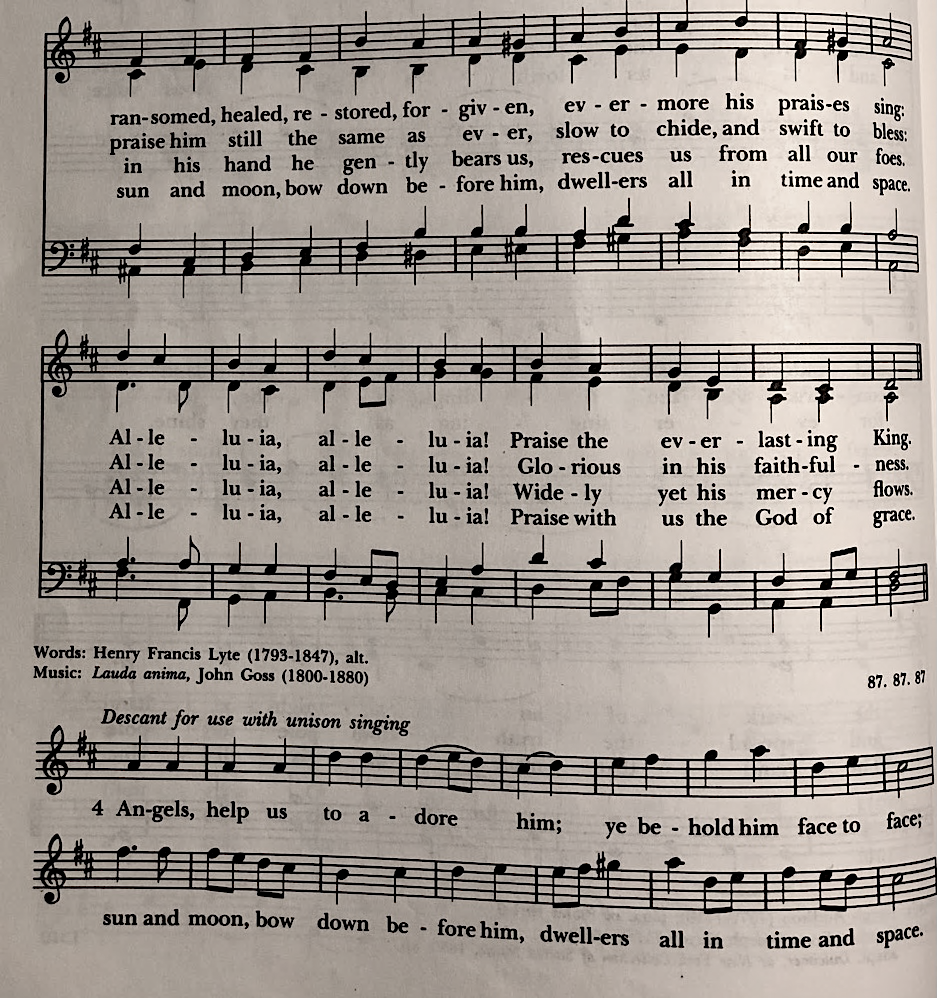 ran-somed, healed, re - stored, for - giv - en, ev - er - more his prais-es sing:
praise him still the same as ev - er, slow to chide, and swift to bless:
in his hand he gen - tly bears us, res-cues us from all our foes.
sun and moon, bow down be - fore him, dwell-ers all in time and space.
Al - le - lu - ia, al - le - lu - ia! Praise the ev - er - last - ing King.
Al - le - lu - ia, al - le - lu - ia! Glo - rious in his faith-ful - ness.
Al - le - lu - ia, al - le - lu - ia! Wide - ly yet his mer - cy flows.
Al - le - lu - ia, al - le - lu - ia! Praise with us the God of grace.
Words: Henry Francis Lyte (1793-1847), alt.
Music: Lauda anima, John Goss (1800-1880)
87. 87. 87
Descant for use with unison singing
4 An-gels, help us to a - dore him; ye be - hold him face to face;
sun and moon, bow down be - fore him, dwell-ers all in time and space.